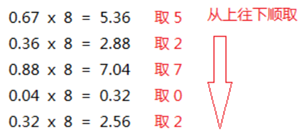 0.67 x 8 = 5.36 取5 从上往下顺取
0.36 x 8 = 2.88 取2
0.88 x 8 = 7.04 取7
0.04 x 8 = 0.32 取0
0.32 x 8 = 2.56 取2